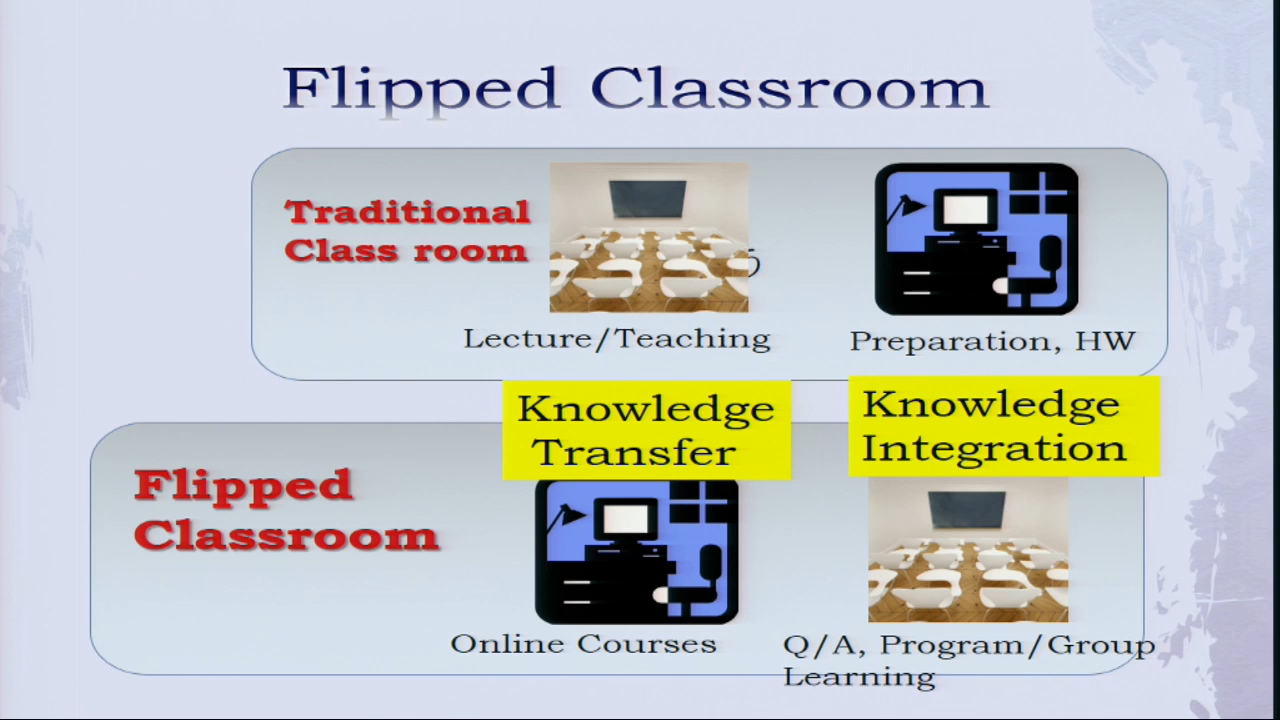 Flipped Classroom
Traditional
Class room
6
Lecture/Teaching
Preparation, HW
Knowledge
Transfer
Knowledge
Integration
Flipped
Classroom
Online Courses
Q/A, Program/Group
Learning